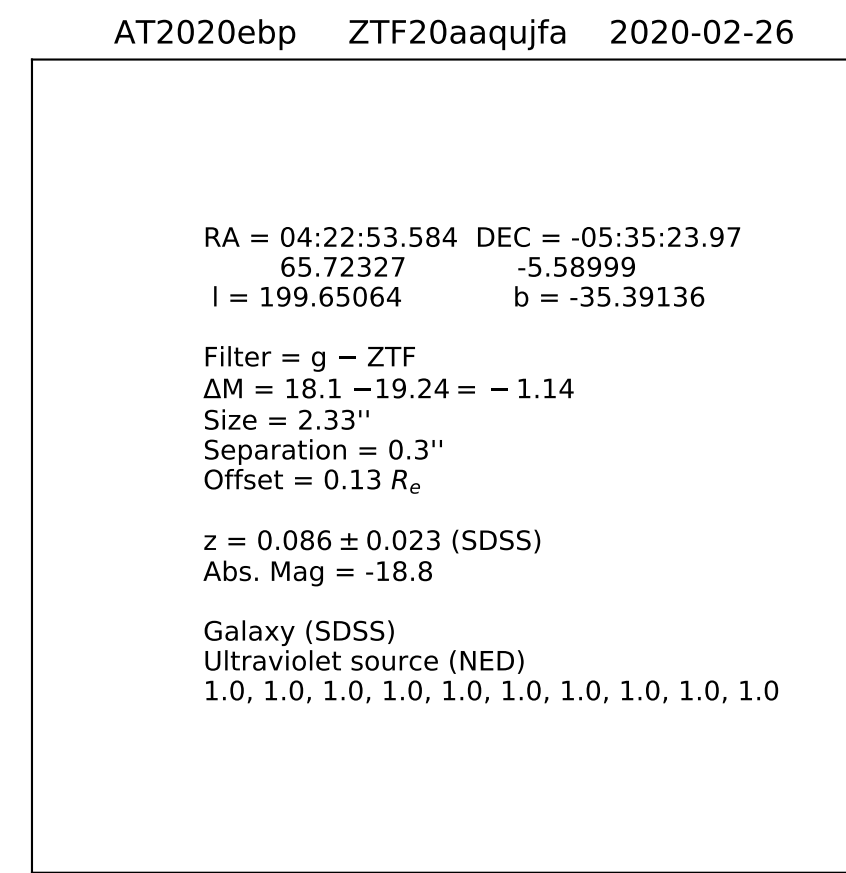 AT2020ebp ZTF20aaqujfa 2020-02-26
RA = 04:22:53.584 DEC = -05:35:23.97
65.72327 -5.58999
l = 199.65064 b = -35.39136
Filter = g − ZTF
ΔM = 18.1 −19.24 = − 1.14
Size = 2.33''
Separation = 0.3''
Offset = 0.13 Rₑ
z = 0.086 ± 0.023 (SDSS)
Abs. Mag = -18.8
Galaxy (SDSS)
Ultraviolet source (NED)
1.0, 1.0, 1.0, 1.0, 1.0, 1.0, 1.0, 1.0, 1.0, 1.0